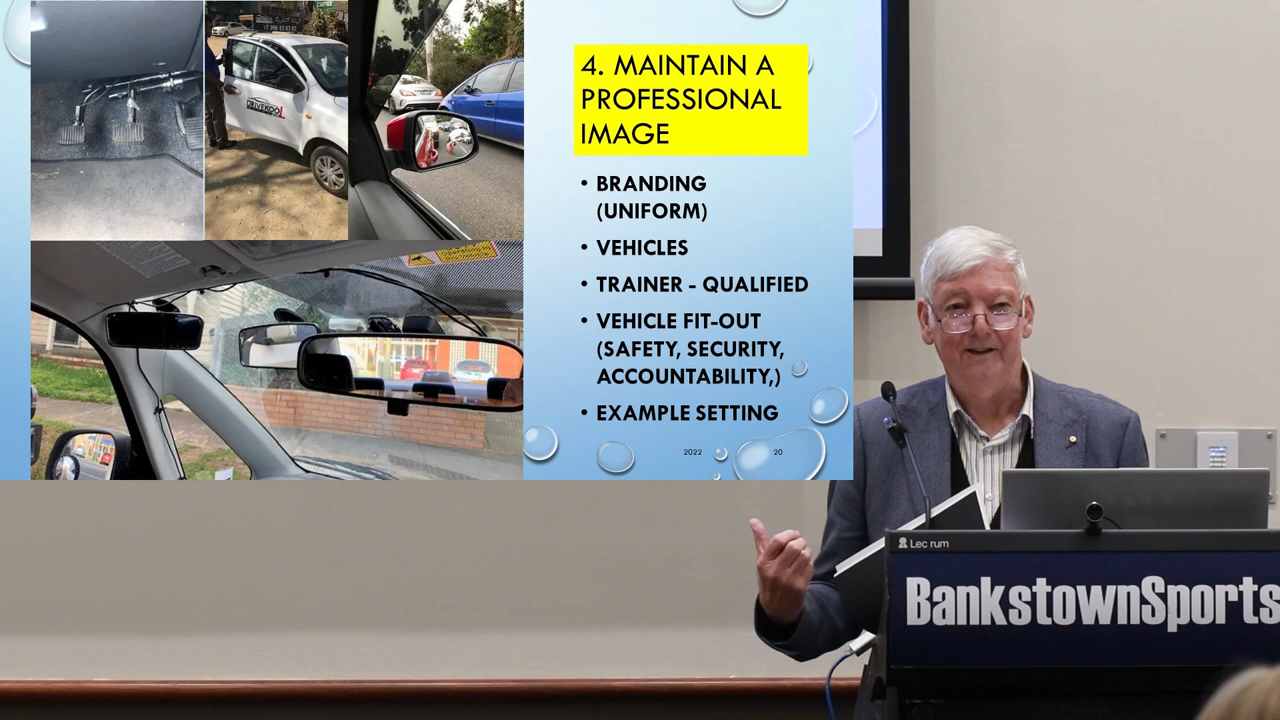 DRIVEKOOL
4. MAINTAIN A
PROFESSIONAL
IMAGE
• BRANDING
(UNIFORM)
• VEHICLES
• TRAINER - QUALIFIED
• VEHICLE FIT-OUT
(SAFETY, SECURITY,
ACCOUNTABILITY,)
• EXAMPLE SETTING
2022
20
Lec rum
BankstownSports